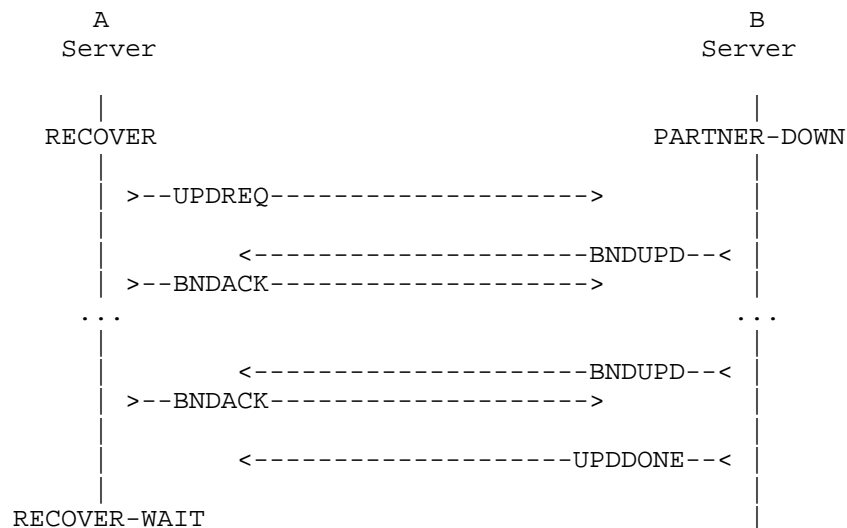 A B
Server Server
|                                       |
RECOVER PARTNER-DOWN
|                                       |
| >--UPDREQ--------------------> |
|                                       |
| <---------------------BNDUPD--< |
| >--BNDACK--------------------> |
... ...
|                                       |
| <---------------------BNDUPD--< |
| >--BNDACK--------------------> |
|                                       |
| <--------------------UPDDONE--< |
|                                       |
RECOVER-WAIT |